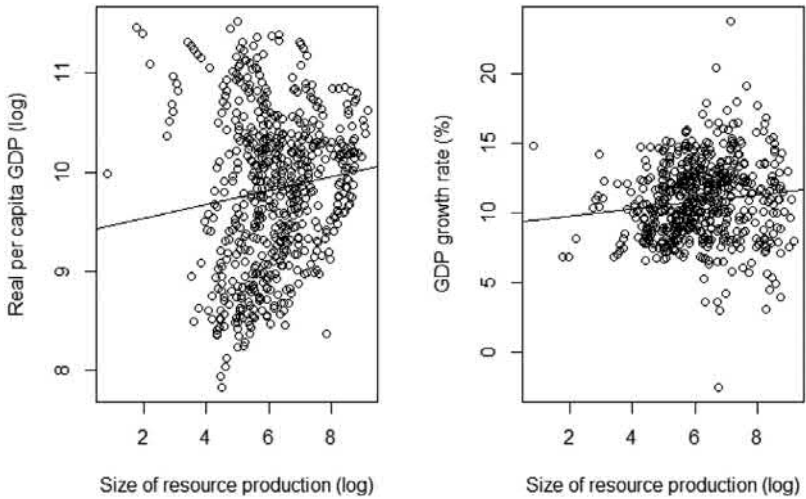 Real per capita GDP (log)
11
10
9
8
2 4 6 8
Size of resource production (log)
GDP growth rate (%)
20
15
10
5
0
2 4 6 8
Size of resource production (log)